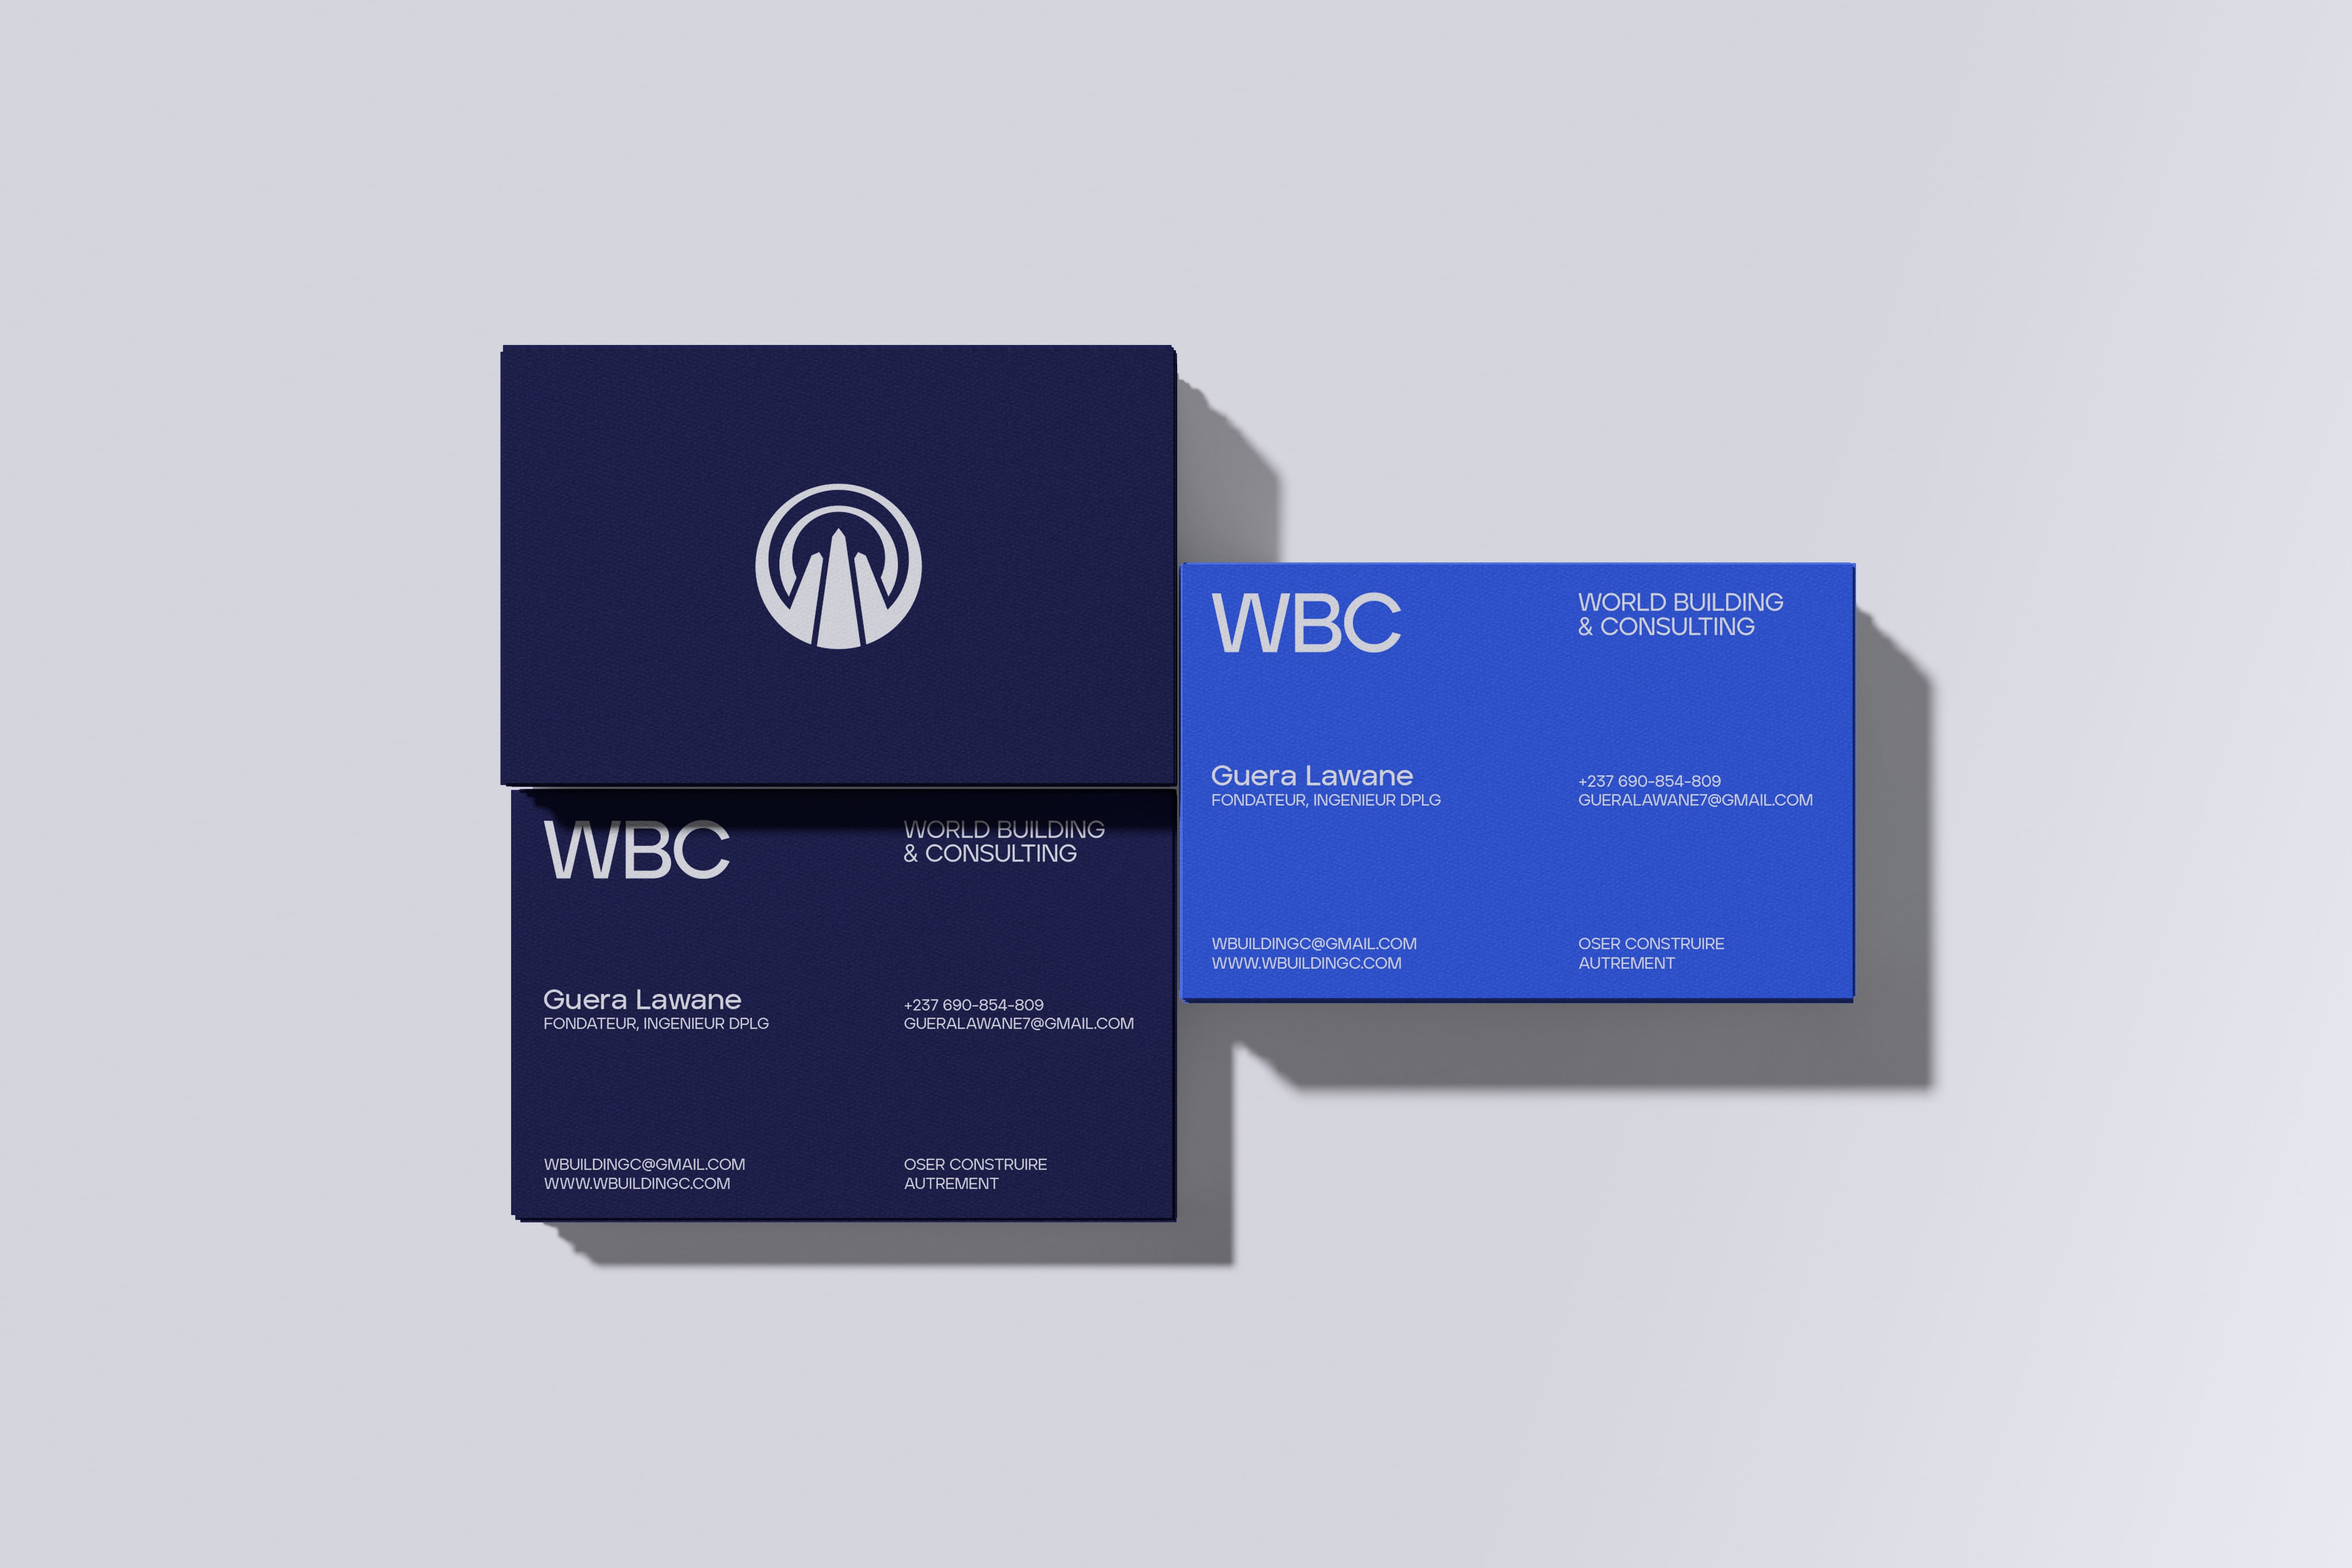 WBC
WORLD BUILDING
& CONSULTING
Guera Lawane
FONDATEUR, INGENIEUR DPLG
+237 690-854-809
GUERALAWANE7@GMAIL.COM
WBUILDINGC@GMAIL.COM
WWW.WBUILDINGC.COM
OSER CONSTRUIRE
AUTREMENT
WBC
WORLD BUILDING
& CONSULTING
Guera Lawane
FONDATEUR, INGENIEUR DPLG
+237 690-854-809
GUERALAWANE7@GMAIL.COM
WBUILDINGC@GMAIL.COM
WWW.WBUILDINGC.COM
OSER CONSTRUIRE
AUTREMENT